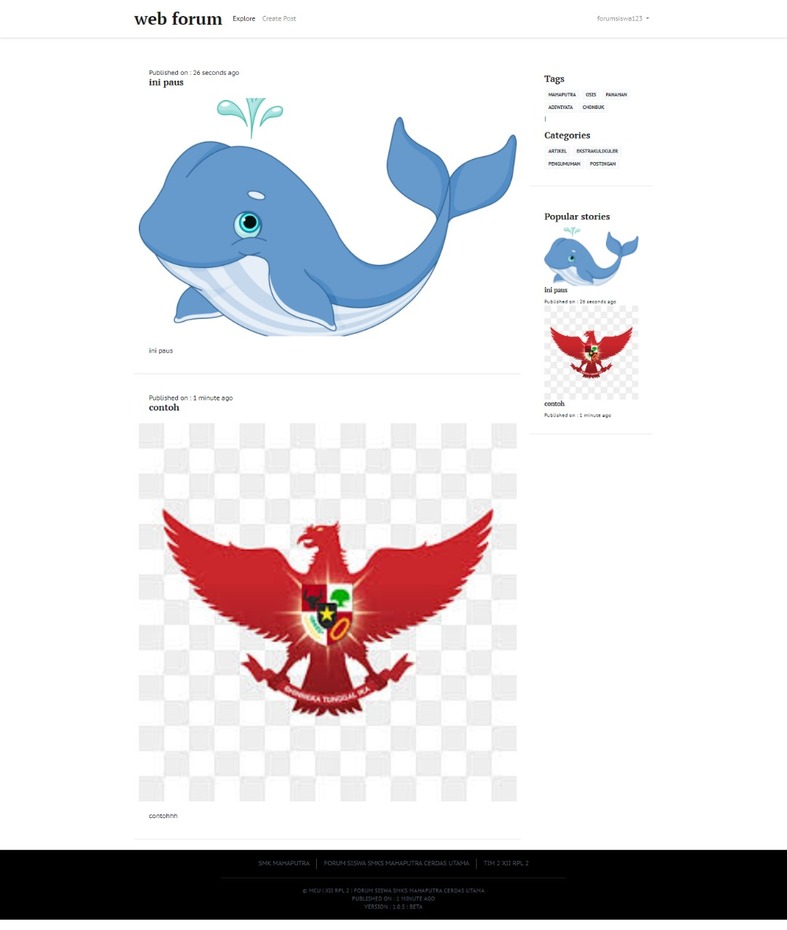 web forum Explore Create Post forumsiswa123
Published on : 26 seconds ago
ini paus
ini paus
Published on : 1 minute ago
contoh
BHINNEKA TUNGGAL IKA
contohhh
Tags
MAHAPUTRA OSIS PANAHAN
ADIWIYATA CHONBUK
Categories
ARTIKEL EKSTRAKULIKULER
PENGUMUMAN POSTINGAN
Popular stories
ini paus
Published on : 26 seconds ago
contoh
Published on : 1 minute ago
SMK MAHAPUTRA FORUM SISWA SMKS MAHAPUTRA CERDAS UTAMA TIM 2 XII RPL 2
© MCU | XII RPL 2 | FORUM SISWA SMKS MAHAPUTRA CERDAS UTAMA
PUBLISHED ON : 1 MINUTE AGO
VERSION : 1.0.5 | BETA